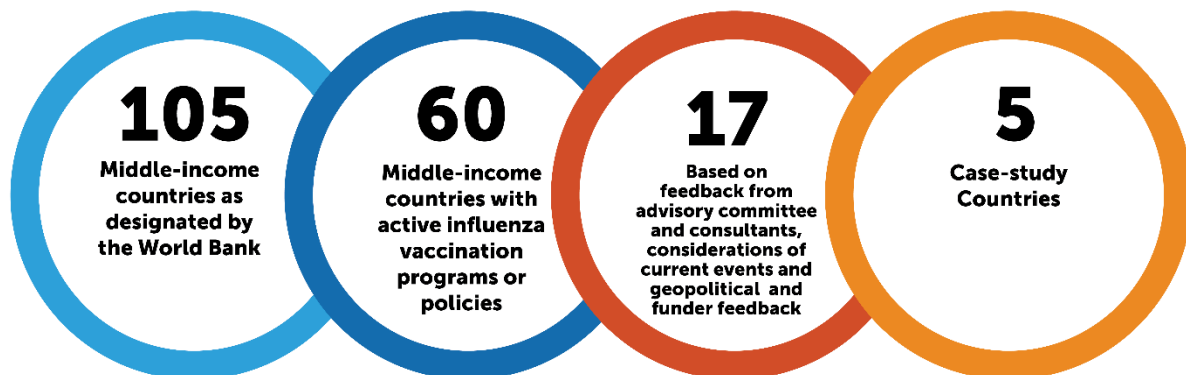 105
Middle-income
countries as
designated by
the World Bank
60
Middle-income
countries with
active influenza
vaccination
programs or
policies
17
Based on
feedback from
advisory committee
and consultants,
considerations of
current events and
geopolitical and
funder feedback
5
Case-study
Countries